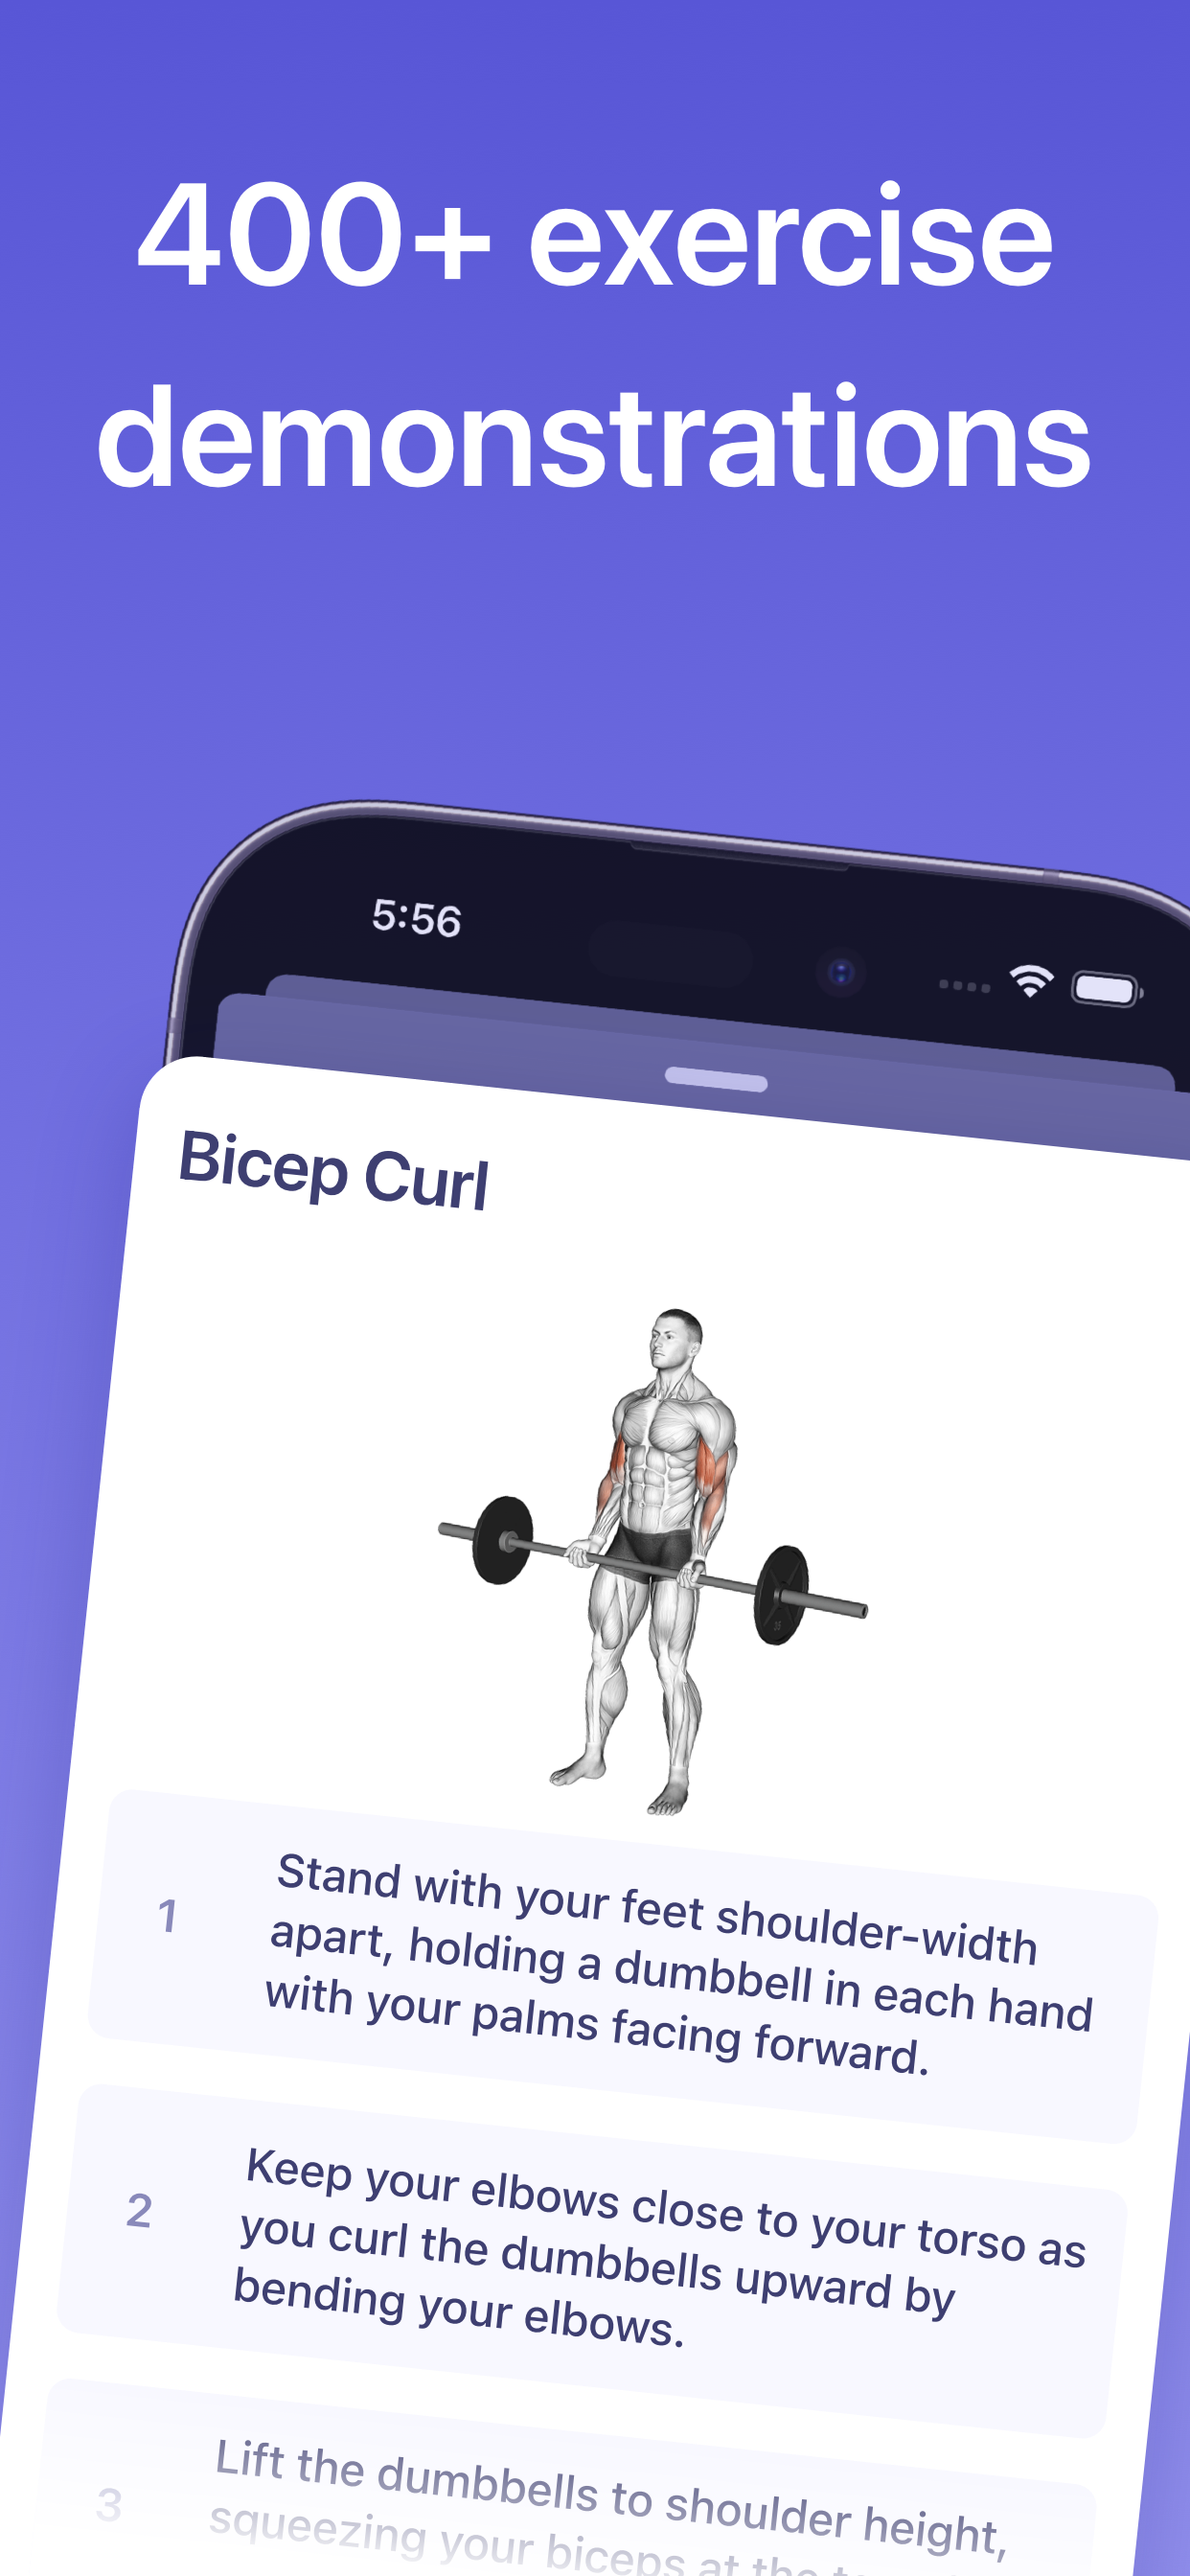 400+ exercise
demonstrations
5:56
Bicep Curl
1
Stand with your feet shoulder-width
apart, holding a dumbbell in each hand
with your palms facing forward.
2
Keep your elbows close to your torso as
you curl the dumbbells upward by
bending your elbows.
3
Lift the dumbbells to shoulder height,
squeezing your biceps at the